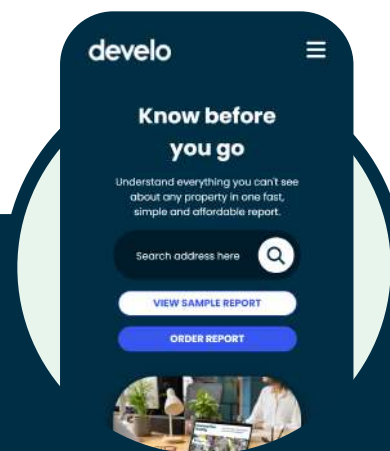 develo
Know before
you go
Understand everything you can't see
about any property in one fast,
simple and affordable report.
Search address here
VIEW SAMPLE REPORT
ORDER REPORT